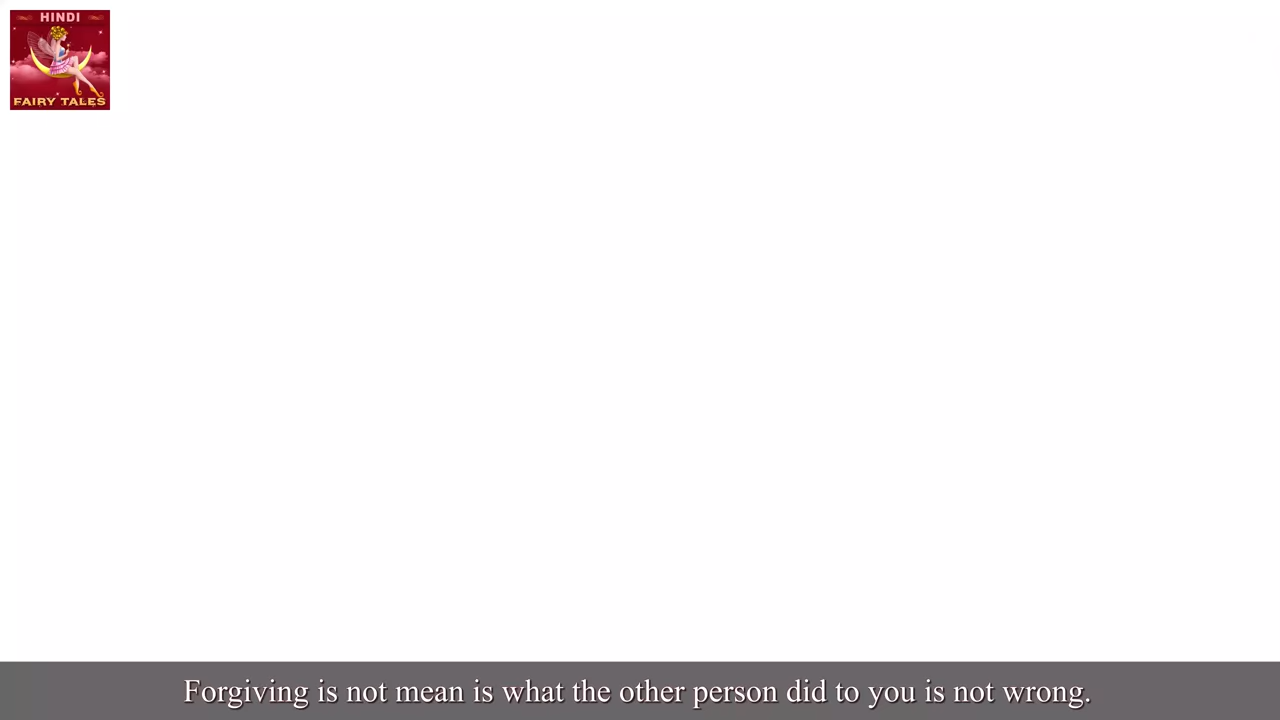 HINDI
FAIRY TALES
Forgiving is not mean is what the other person did to you is not wrong.